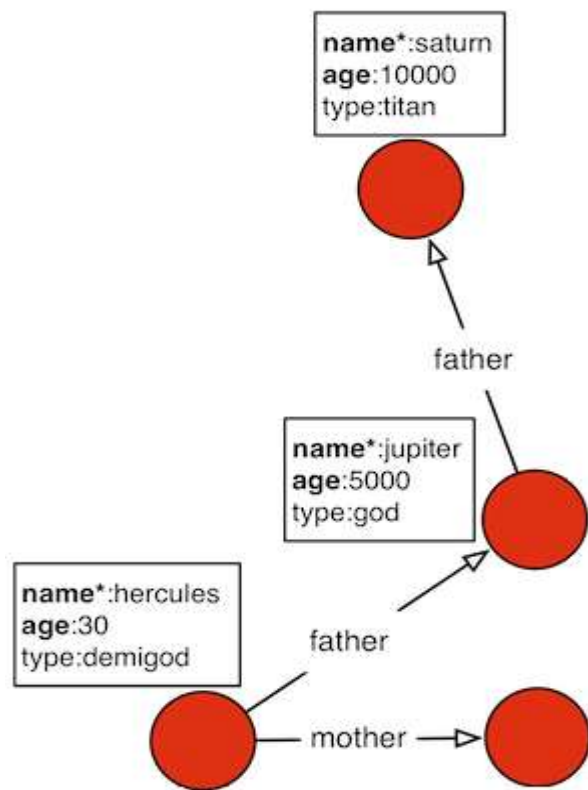 name*:saturn
age:10000
type:titan
father
name*:jupiter
age:5000
type:god
name*:hercules
age:30
type:demigod
father
mother